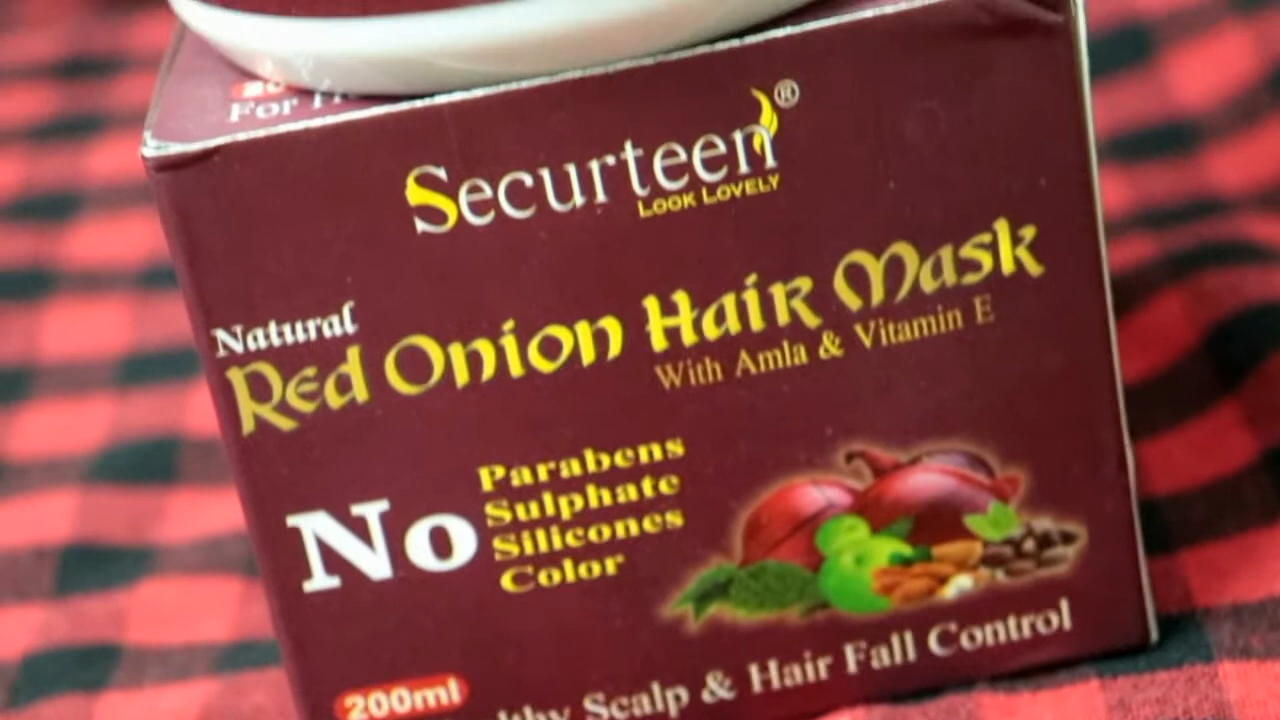 For
Securteen®
LOOK LOVELY
Natural
Red Onion Hair Mask
With Amla & Vitamin E
No
Parabens
Sulphate
Silicones
Color
200ml
Scalp & Hair Fall Control